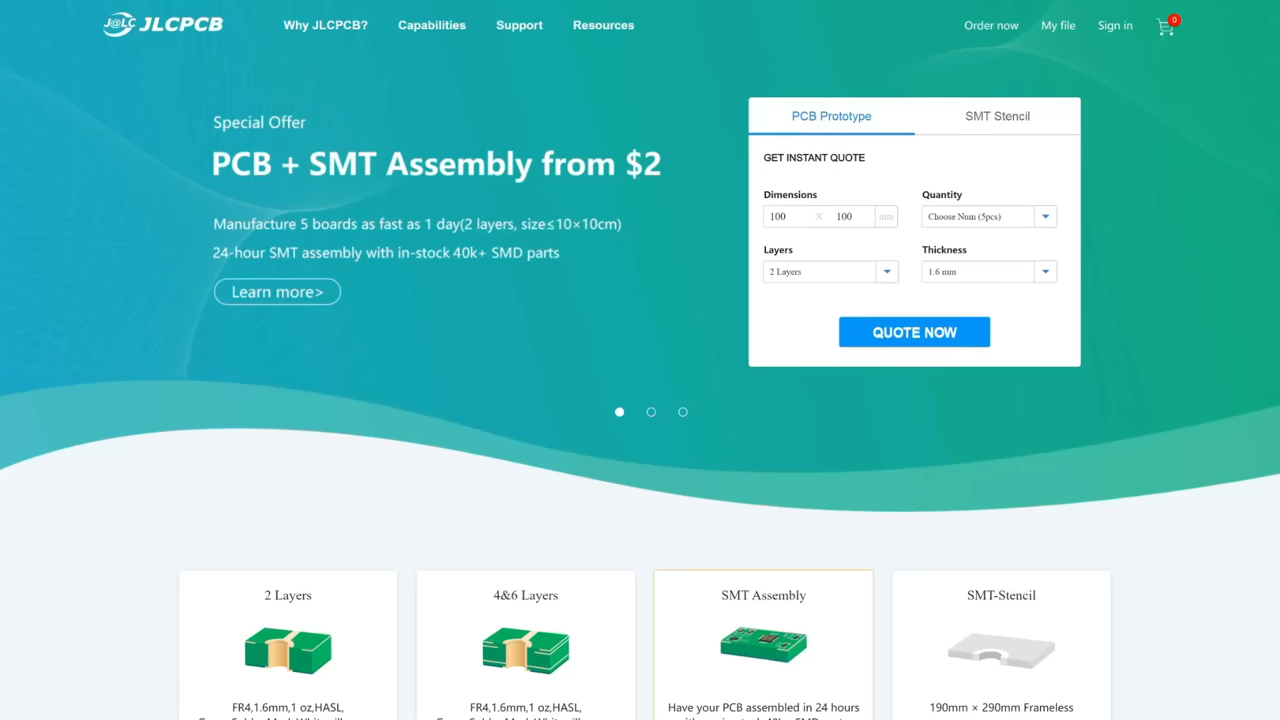 J@LC JLCPCB
Why JLCPCB? Capabilities Support Resources
Order now My file Sign in 0
Special Offer
PCB + SMT Assembly from $2
Manufacture 5 boards as fast as 1 day(2 layers, size≤10×10cm)
24-hour SMT assembly with in-stock 40k+ SMD parts
Learn more>
PCB Prototype SMT Stencil
GET INSTANT QUOTE
Dimensions Quantity
100 X 100 mm Choose Num (5pcs)
Layers Thickness
2 Layers 1.6 mm
QUOTE NOW
2 Layers
FR4,1.6mm,1 oz,HASL,
4&6 Layers
FR4,1.6mm,1 oz,HASL,
SMT Assembly
Have your PCB assembled in 24 hours
SMT-Stencil
190mm × 290mm Frameless